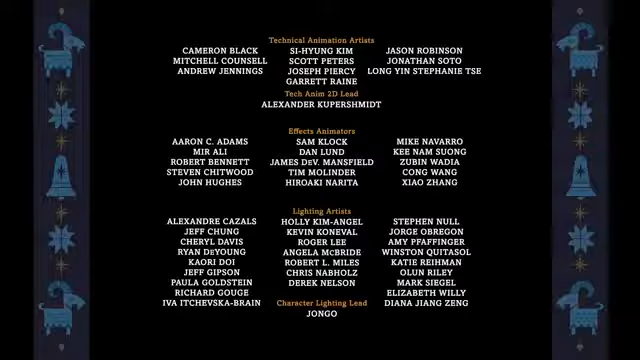 Technical Animation Artists
CAMERON BLACK SI-HYUNG KIM JASON ROBINSON
MITCHELL COUNSELL SCOTT PETERS JONATHAN SOTO
ANDREW JENNINGS JOSEPH PIERCY LONG YIN STEPHANIE TSE
GARRETT RAINE
Tech Anim 2D Lead
ALEXANDER KUPERSHMIDT
Effects Animators
AARON C. ADAMS SAM KLOCK MIKE NAVARRO
MIR ALI DAN LUND KEE NAM SUONG
ROBERT BENNETT JAMES DEV. MANSFIELD ZUBIN WADIA
STEVEN CHITWOOD TIM MOLINDER CONG WANG
JOHN HUGHES HIROAKI NARITA XIAO ZHANG
Lighting Artists
ALEXANDRE CAZALS HOLLY KIM-ANGEL STEPHEN NULL
JEFF CHUNG KEVIN KONEVAL JORGE OBREGON
CHERYL DAVIS ROGER LEE AMY PFAFFINGER
RYAN DEYOUNG ANGELA MCBRIDE WINSTON QUITASOL
KAORI DOI ROBERT L. MILES KATIE REIHMAN
JEFF GIPSON CHRIS NABHOLZ OLUN RILEY
PAULA GOLDSTEIN DEREK NELSON MARK SIEGEL
RICHARD GOUGE ELIZABETH WILLY
IVA ITCHEVSKA-BRAIN Character Lighting Lead DIANA JIANG ZENG
JONGO